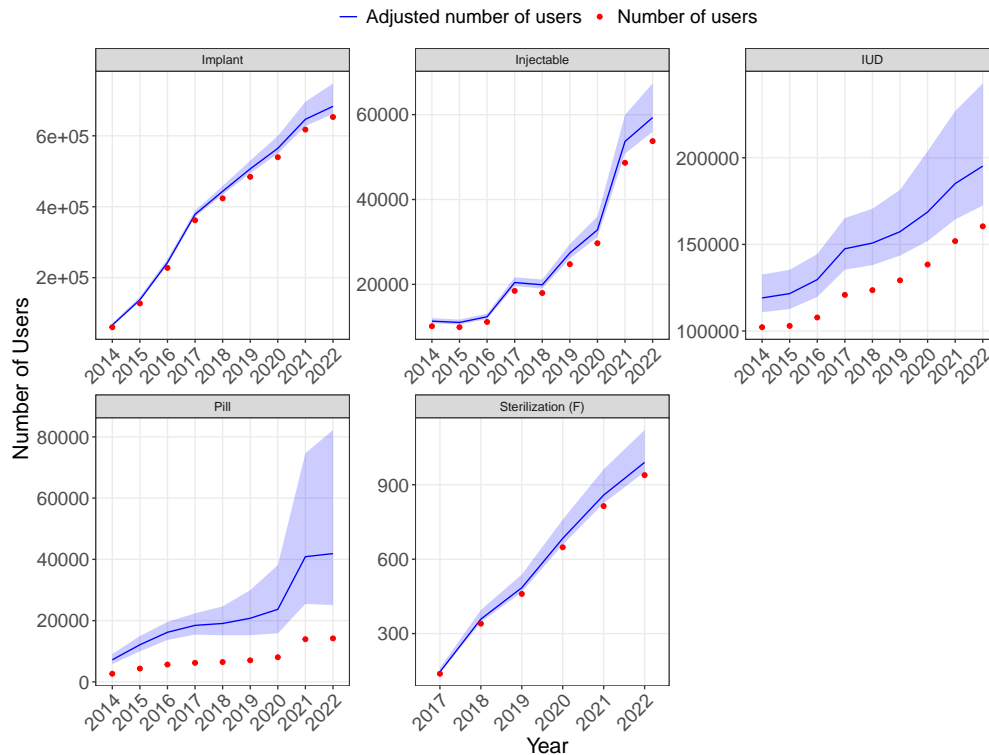 Adjusted number of users Number of users
Implant Injectable IUD
6e+05
4e+05
2e+05
60000
40000
20000
200000
150000
100000
2014 2015 2016 2017 2018 2019 2020 2021 2022
2014 2015 2016 2017 2018 2019 2020 2021 2022
2014 2015 2016 2017 2018 2019 2020 2021 2022
Number of Users
Pill Sterilization (F)
80000
60000
40000
20000
0
900
600
300
2014 2015 2016 2017 2018 2019 2020 2021 2022
2017 2018 2019 2020 2021 2022
Year